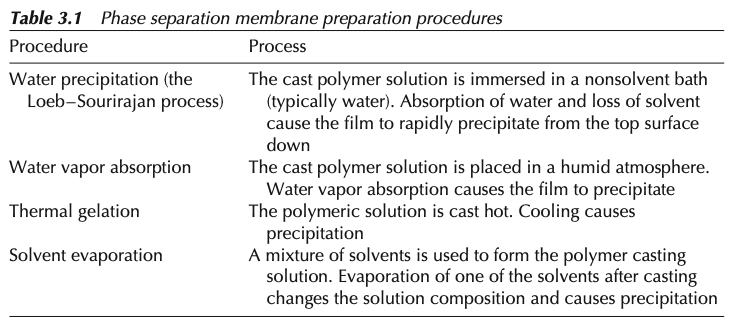 Table 3.1 Phase separation membrane preparation procedures
Procedure Process
Water precipitation (the The cast polymer solution is immersed in a nonsolvent bath
Loeb–Sourirajan process) (typically water). Absorption of water and loss of solvent
cause the film to rapidly precipitate from the top surface
down
Water vapor absorption The cast polymer solution is placed in a humid atmosphere.
Water vapor absorption causes the film to precipitate
Thermal gelation The polymeric solution is cast hot. Cooling causes
precipitation
Solvent evaporation A mixture of solvents is used to form the polymer casting
solution. Evaporation of one of the solvents after casting
changes the solution composition and causes precipitation